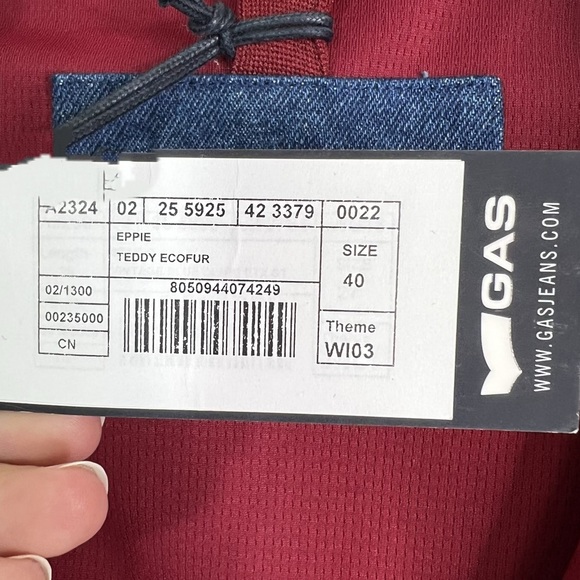 A2324 02 25 5925 42 3379 0022
EPPIE
TEDDY ECOFUR
SIZE
40
02/1300
8050944074249
00235000
CN
Theme
WI03
GAS
WWW.GASJEANS.COM